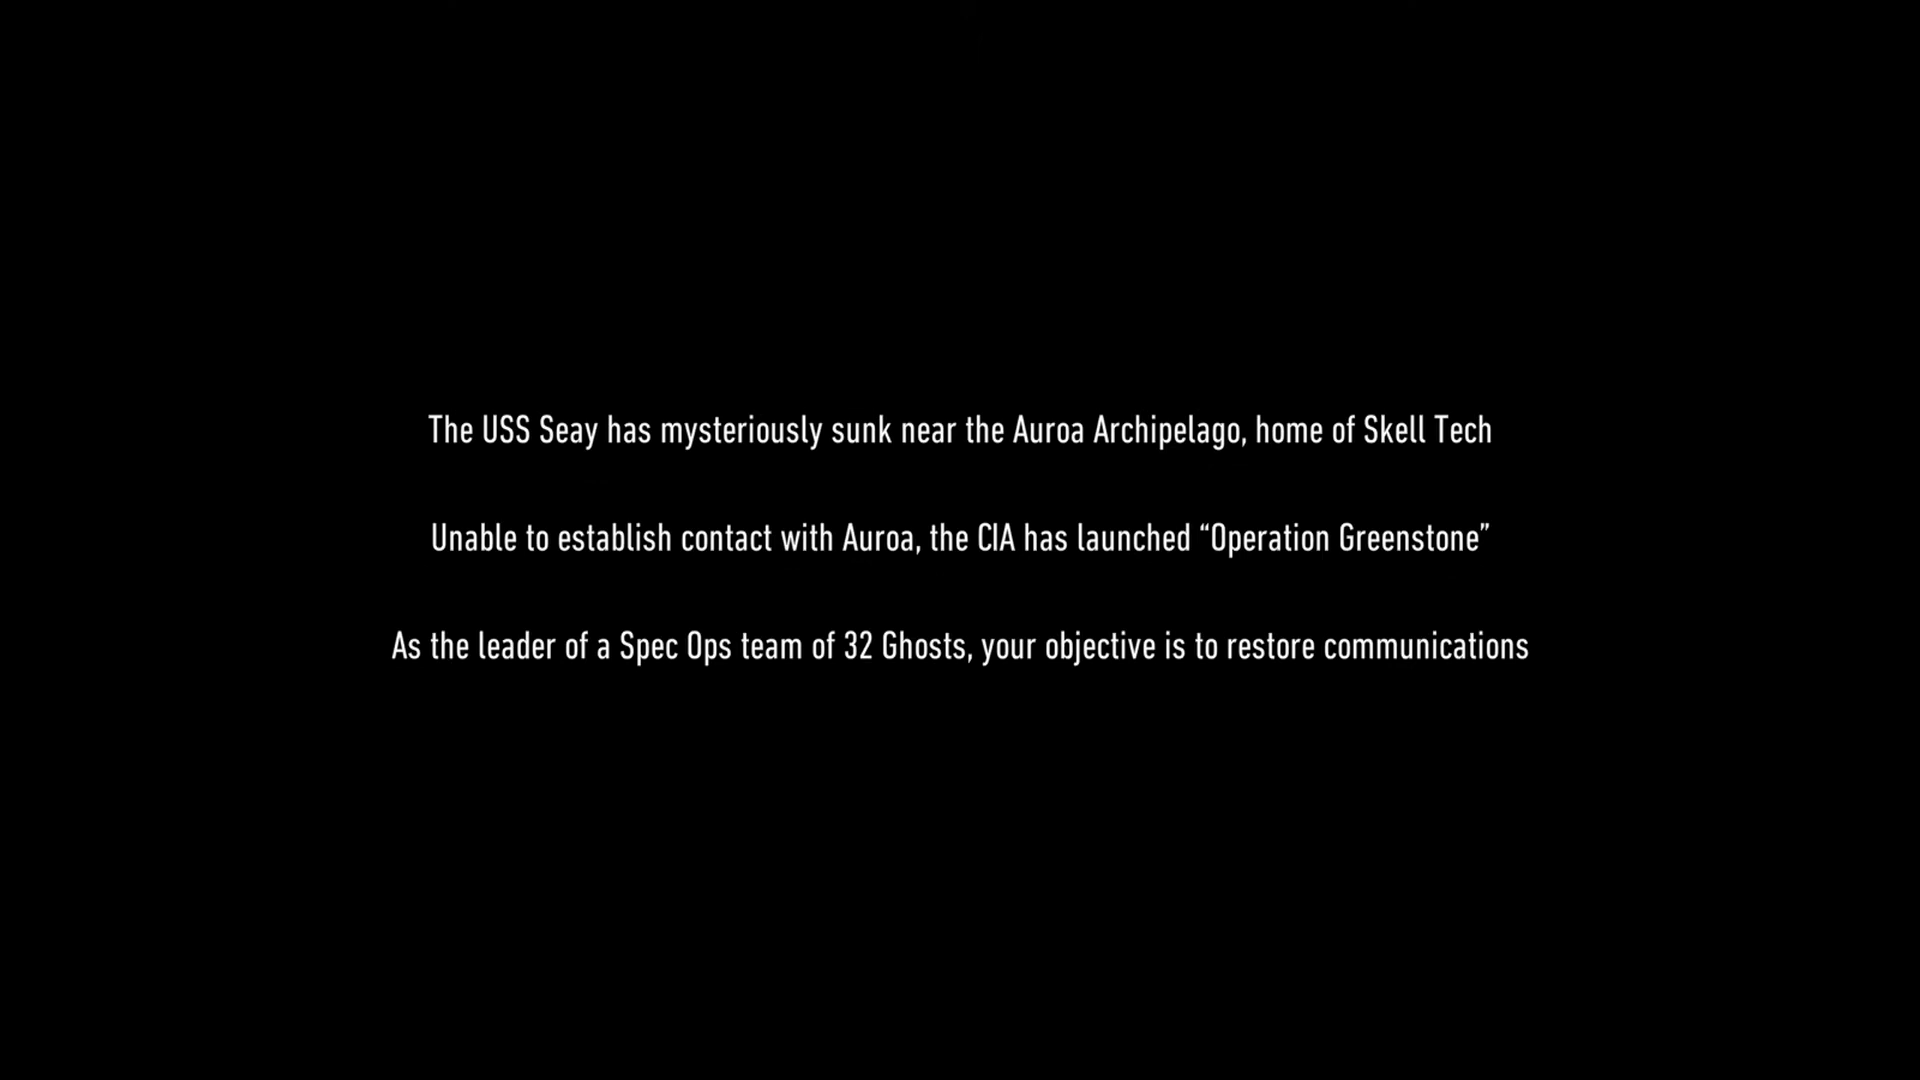 The USS Seay has mysteriously sunk near the Auroa Archipelago, home of Skell Tech
Unable to establish contact with Auroa, the CIA has launched “Operation Greenstone”
As the leader of a Spec Ops team of 32 Ghosts, your objective is to restore communications